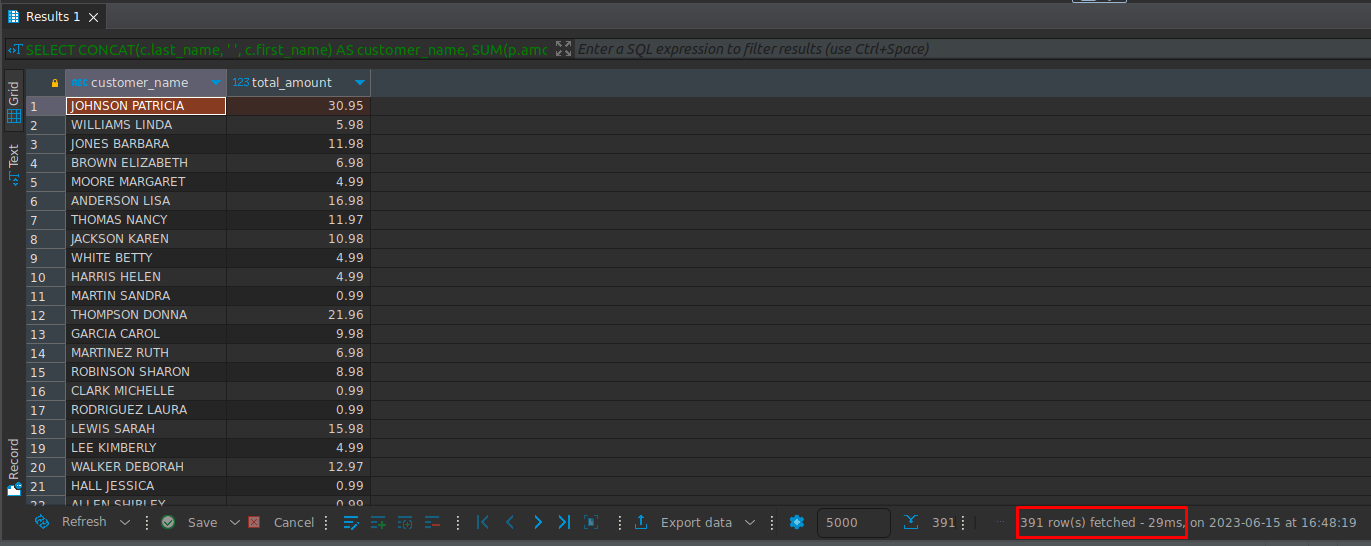 Results 1
SELECT CONCAT(c.last_name, ' ', c.first_name) AS customer_name, SUM(p.amo
Enter a SQL expression to filter results (use Ctrl+Space)
Grid
Text
Record
ABC customer_name 123 total_amount
1 JOHNSON PATRICIA 30.95
2 WILLIAMS LINDA 5.98
3 JONES BARBARA 11.98
4 BROWN ELIZABETH 6.98
5 MOORE MARGARET 4.99
6 ANDERSON LISA 16.98
7 THOMAS NANCY 11.97
8 JACKSON KAREN 10.98
9 WHITE BETTY 4.99
10 HARRIS HELEN 4.99
11 MARTIN SANDRA 0.99
12 THOMPSON DONNA 21.96
13 GARCIA CAROL 9.98
14 MARTINEZ RUTH 6.98
15 ROBINSON SHARON 8.98
16 CLARK MICHELLE 0.99
17 RODRIGUEZ LAURA 0.99
18 LEWIS SARAH 15.98
19 LEE KIMBERLY 4.99
20 WALKER DEBORAH 12.97
21 HALL JESSICA 0.99
22 ALLEN SHIRLEY 0.99
Refresh Save Cancel Export data 5000 391 ... 391 row(s) fetched - 29ms, on 2023-06-15 at 16:48:19